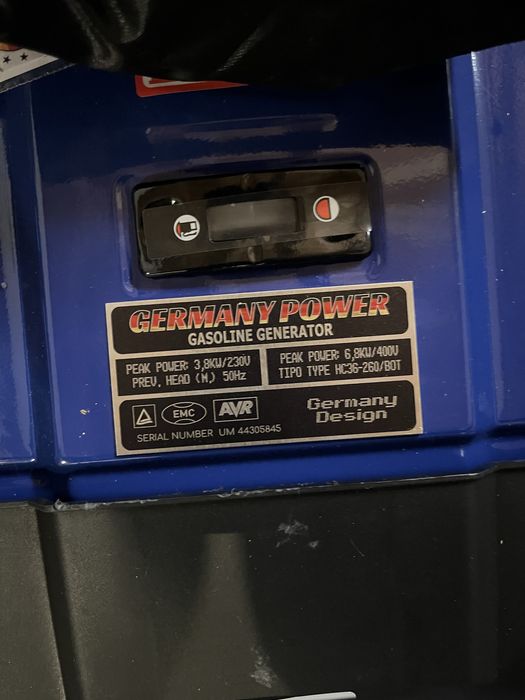 GERMANY POWER
GASOLINE GENERATOR
PEAK POWER: 3,8KW/230V
PREV. HEAD (M.) 50Hz
PEAK POWER: 6,8KW/400V
TIPO TYPE HC36-260/BOT
EMC
AVR
Germany
Design
SERIAL NUMBER UM 44305845